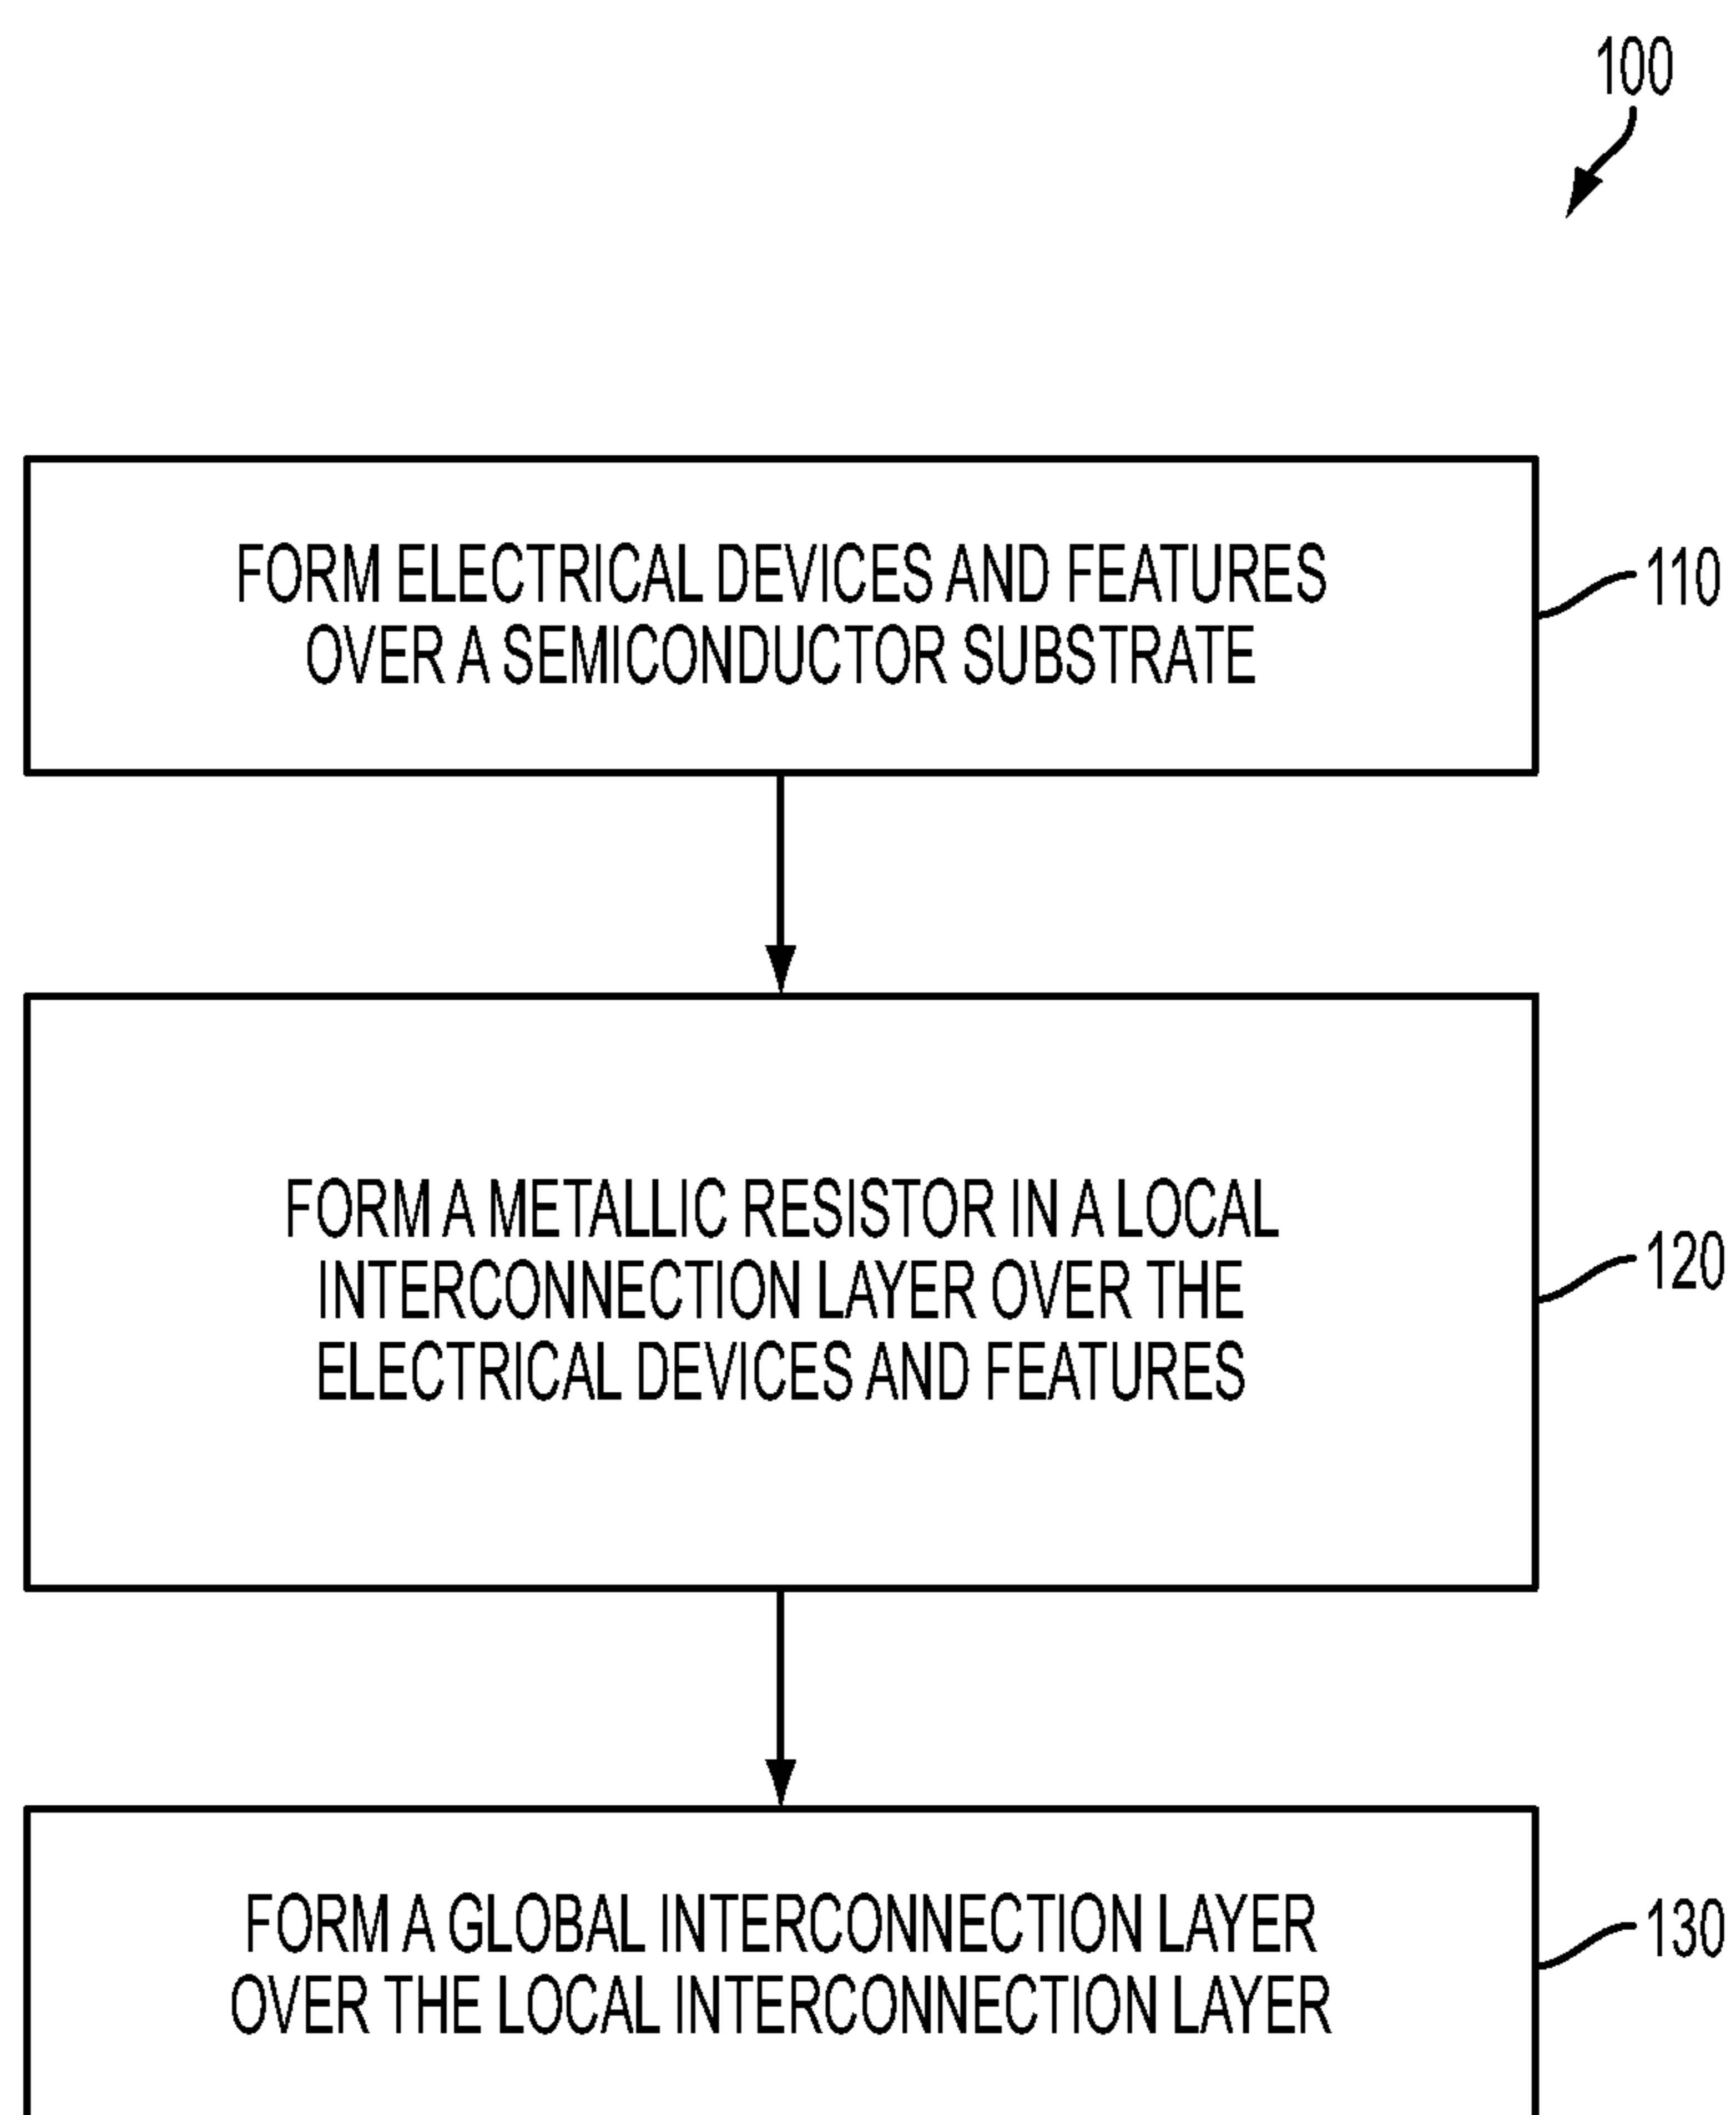 100
FORM ELECTRICAL DEVICES AND FEATURES
OVER A SEMICONDUCTOR SUBSTRATE
110
FORM A METALLIC RESISTOR IN A LOCAL
INTERCONNECTION LAYER OVER THE
ELECTRICAL DEVICES AND FEATURES
120
FORM A GLOBAL INTERCONNECTION LAYER
OVER THE LOCAL INTERCONNECTION LAYER
130